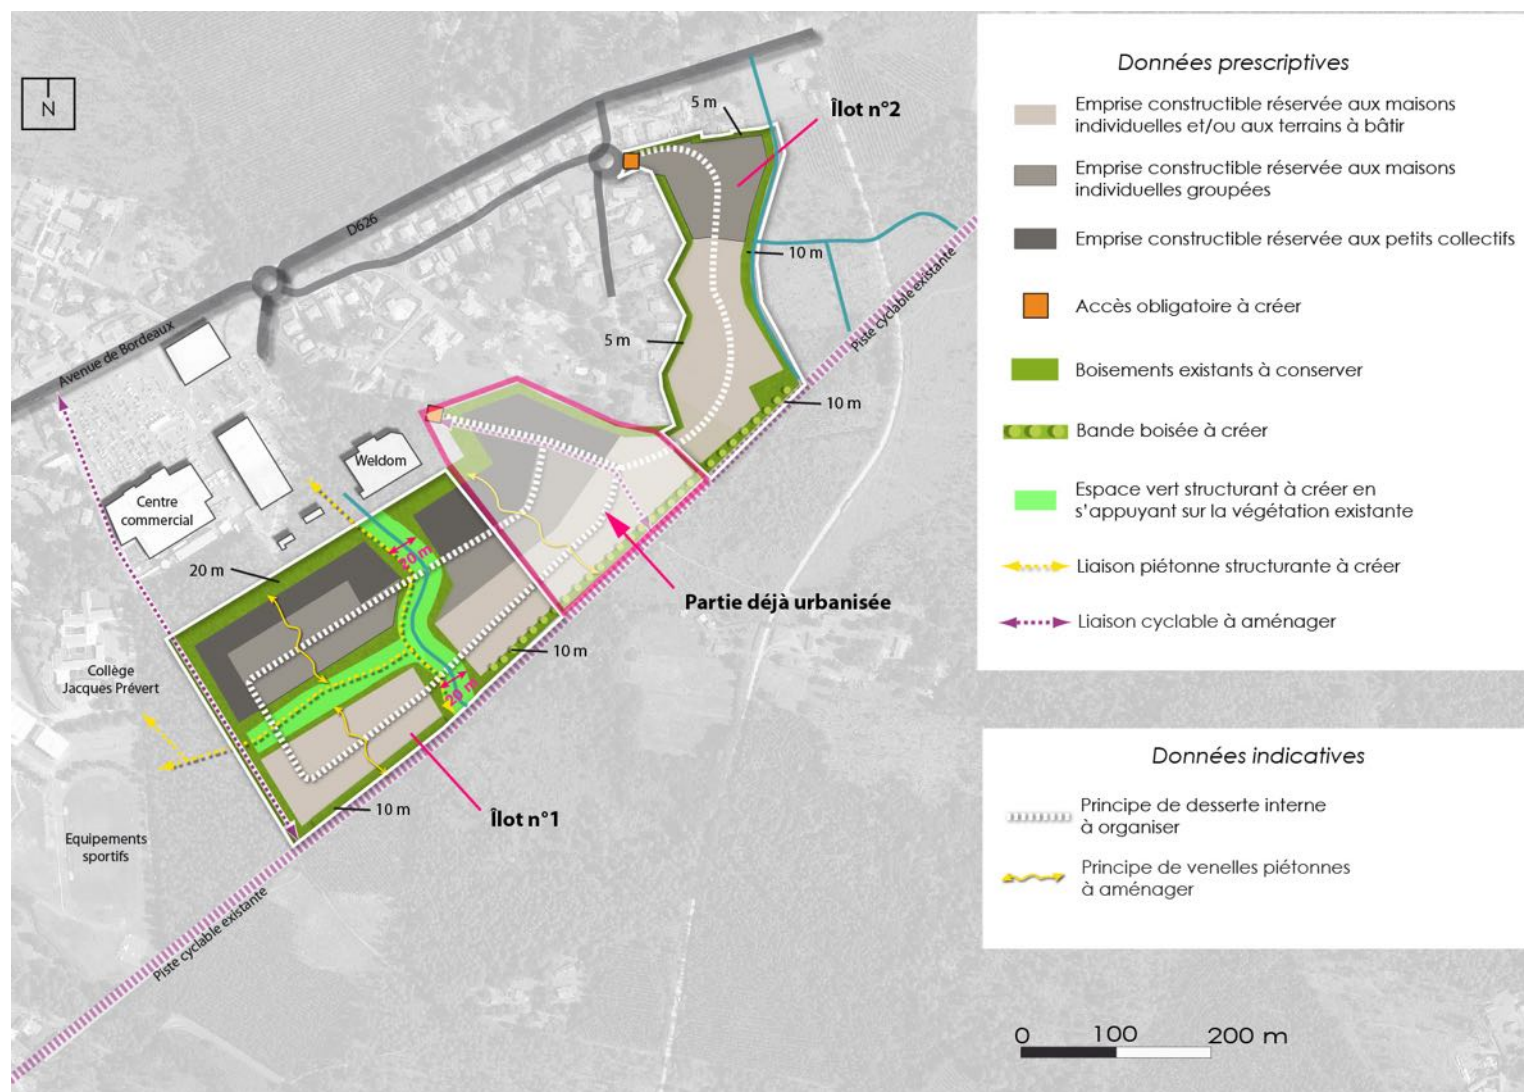 N
5 m
Îlot n°2
D626
10 m
Piste cyclable existante
Avenue de Bordeaux
5 m
10 m
Weldom
Centre
commercial
20 m
20 m
Partie déjà urbanisée
10 m
20 m
Collège
Jacques Prévert
10 m
Îlot n°1
Equipements
sportifs
Piste cyclable existante
Données prescriptives
Emprise constructible réservée aux maisons
individuelles et/ou aux terrains à bâtir
Emprise constructible réservée aux maisons
individuelles groupées
Emprise constructible réservée aux petits collectifs
Accès obligatoire à créer
Boisements existants à conserver
Bande boisée à créer
Espace vert structurant à créer en
s'appuyant sur la végétation existante
Liaison piétonne structurante à créer
Liaison cyclable à aménager
Données indicatives
Principe de desserte interne
à organiser
Principe de venelles piétonnes
à aménager
0 100 200 m